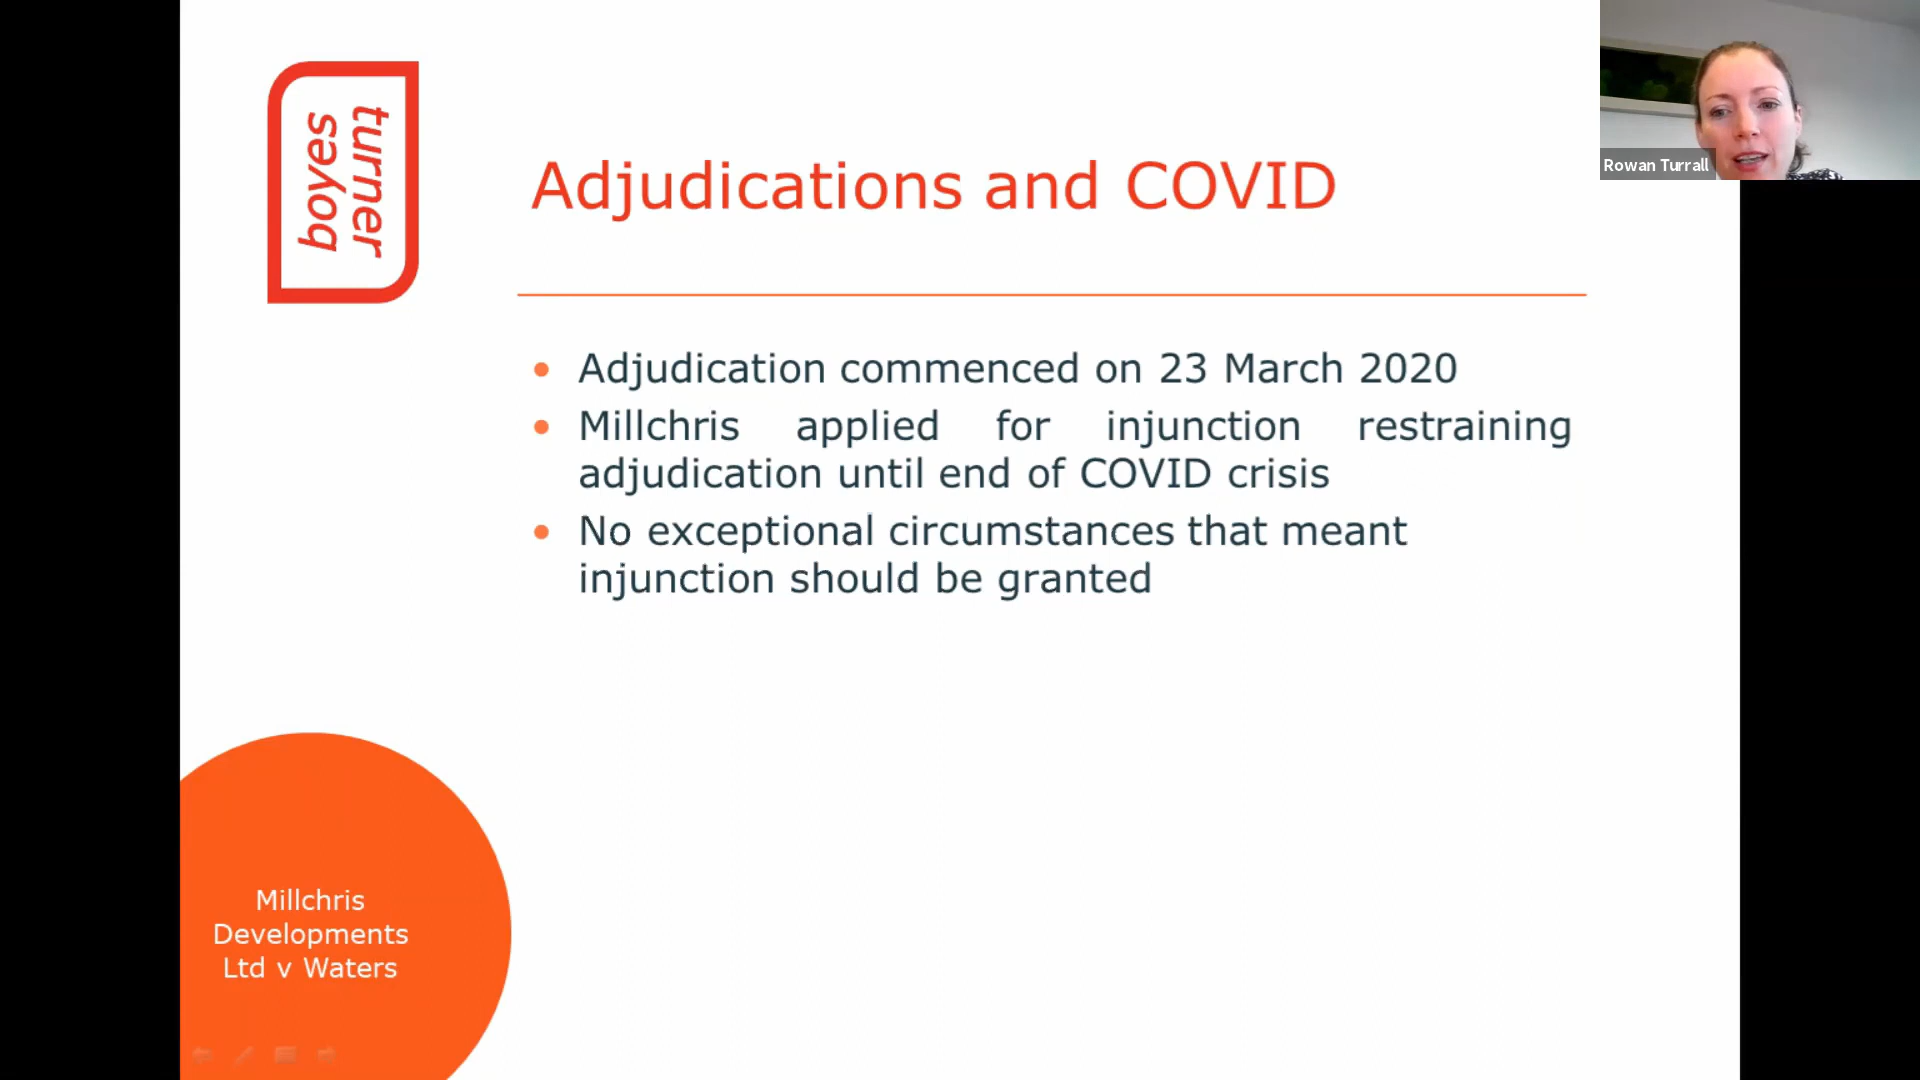 boyes
turner
Adjudications and COVID
Rowan Turrall
• Adjudication commenced on 23 March 2020
• Millchris applied for injunction restraining
adjudication until end of COVID crisis
• No exceptional circumstances that meant
injunction should be granted
Millchris
Developments
Ltd v Waters